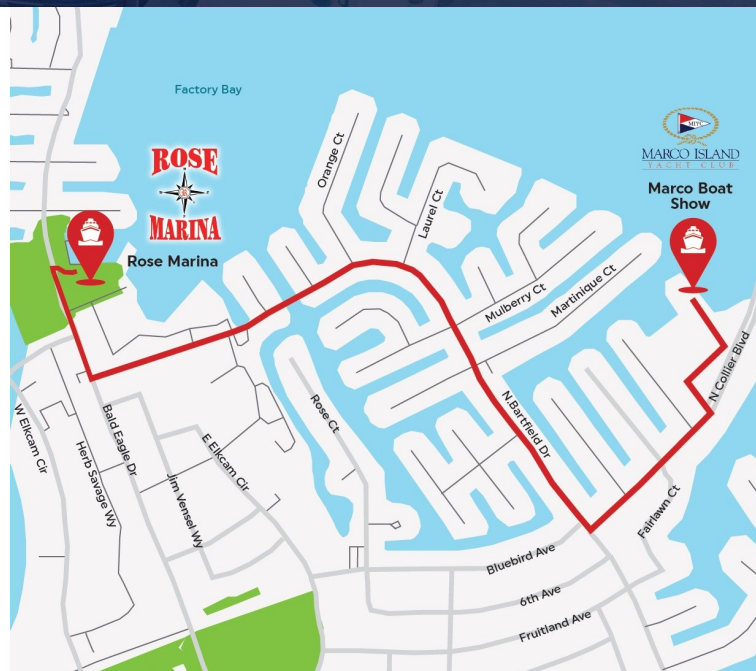 Factory Bay
ROSE
MARINA
Rose Marina
MIYC
MARCO ISLAND
YACHT CLUB
Marco Boat
Show
Orange Ct
Laurel Ct
Mulberry Ct
Martinique Ct
N Collier Blvd
N.Bartfield Dr
Rose Ct
W Elkcam Cir
Herb Savage Wy
Bald Eagle Dr
Jim Vensel Wy
E Elkcam Cir
Fairlawn Ct
Bluebird Ave
6th Ave
Fruitland Ave